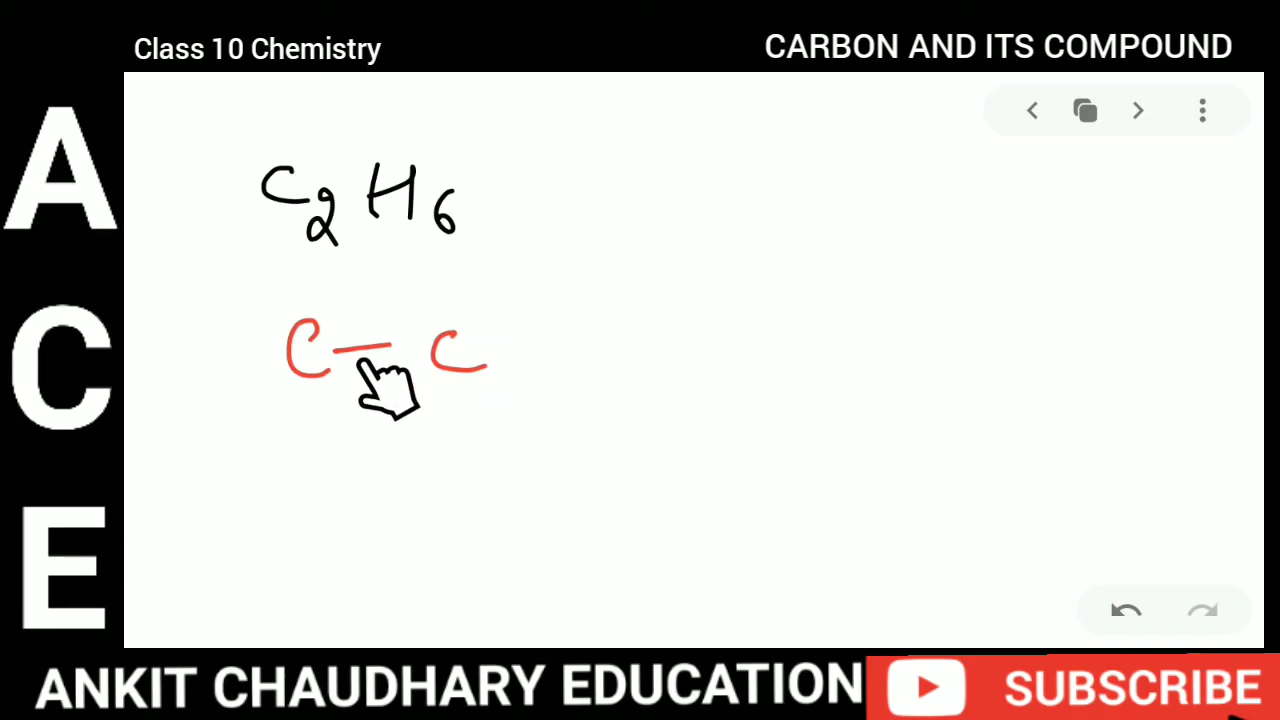 Class 10 Chemistry
CARBON AND ITS COMPOUND
A
C
E
C₂H₆
C — C
ANKIT CHAUDHARY EDUCATION
SUBSCRIBE